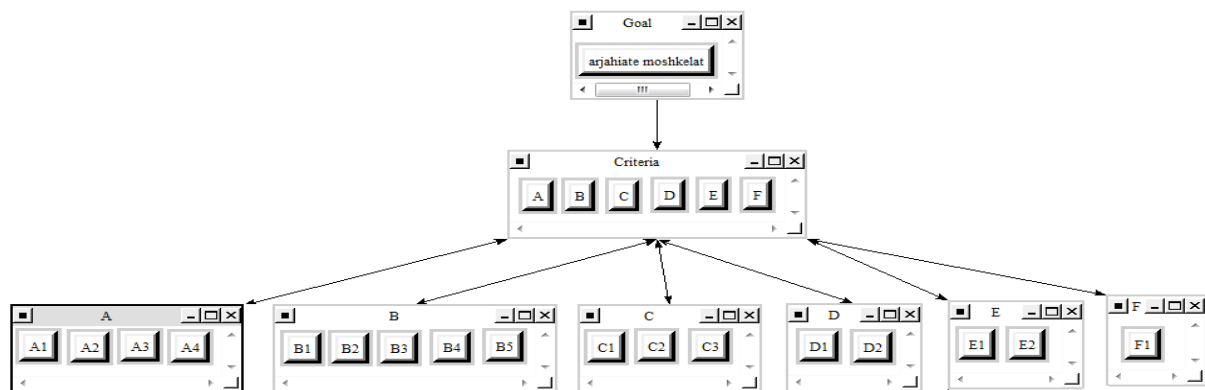 Goal
arjahiate moshkelat
Criteria
A B C D E F
A
A1 A2 A3 A4
B
B1 B2 B3 B4 B5
C
C1 C2 C3
D
D1 D2
E
E1 E2
F
F1